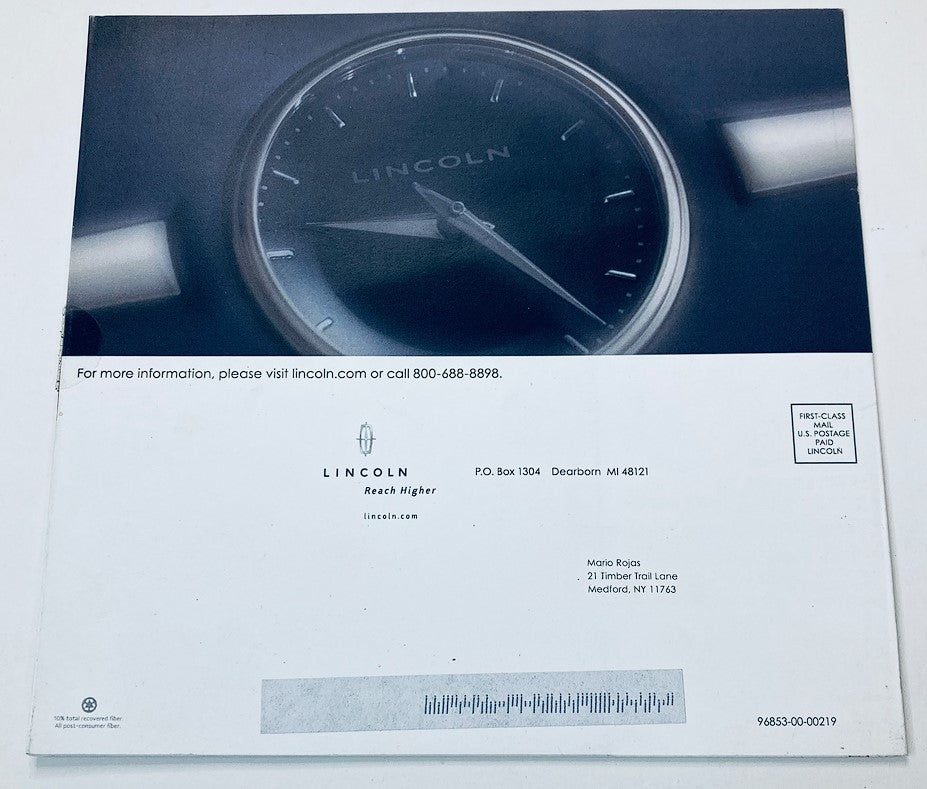 LINCOLN
For more information, please visit lincoln.com or call 800-688-8898.
FIRST-CLASS
MAIL
U.S. POSTAGE
PAID
LINCOLN
LINCOLN
Reach Higher
lincoln.com
P.O. Box 1304 Dearborn MI 48121
Mario Rojas
21 Timber Trail Lane
Medford, NY 11763
10% total recovered fiber.
All post-consumer fiber.
96853-00-00219